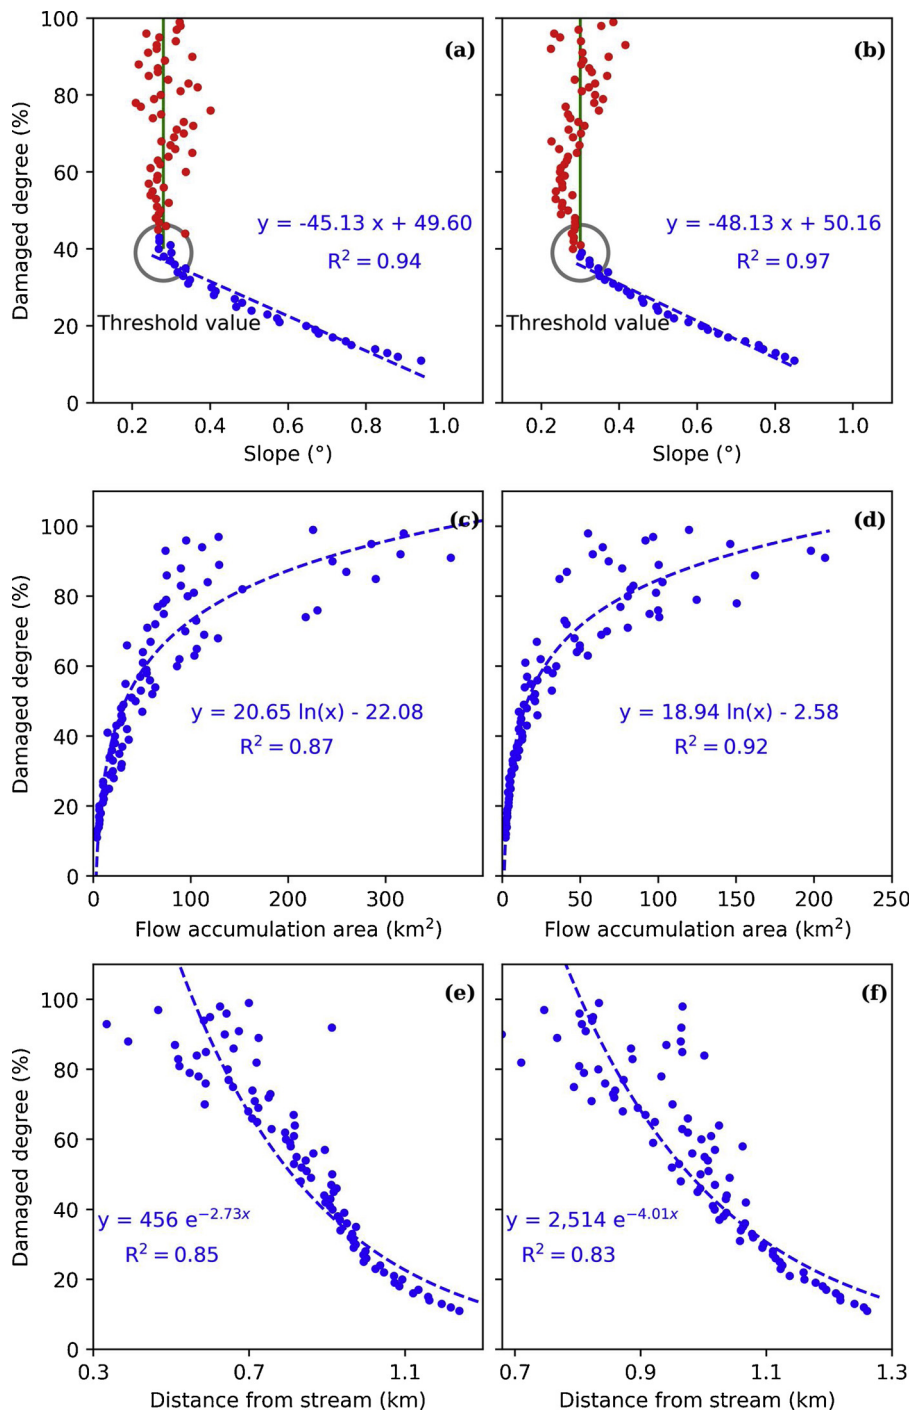 100
80
60
40
20
0
Damaged degree (%)
(a)
y = -45.13 x + 49.60
R² = 0.94
Threshold value
0.2 0.4 0.6 0.8 1.0
Slope (°)
(b)
y = -48.13 x + 50.16
R² = 0.97
Threshold value
0.2 0.4 0.6 0.8 1.0
Slope (°)
100
80
60
40
20
0
Damaged degree (%)
(c)
y = 20.65 ln(x) - 22.08
R² = 0.87
0 100 200 300
Flow accumulation area (km²)
(d)
y = 18.94 ln(x) - 2.58
R² = 0.92
0 50 100 150 200 250
Flow accumulation area (km²)
100
80
60
40
20
0
Damaged degree (%)
(e)
y = 456 e⁻²·⁷³ˣ
R² = 0.85
0.3 0.7 1.1
Distance from stream (km)
(f)
y = 2,514 e⁻⁴·⁰¹ˣ
R² = 0.83
0.7 0.9 1.1 1.3
Distance from stream (km)